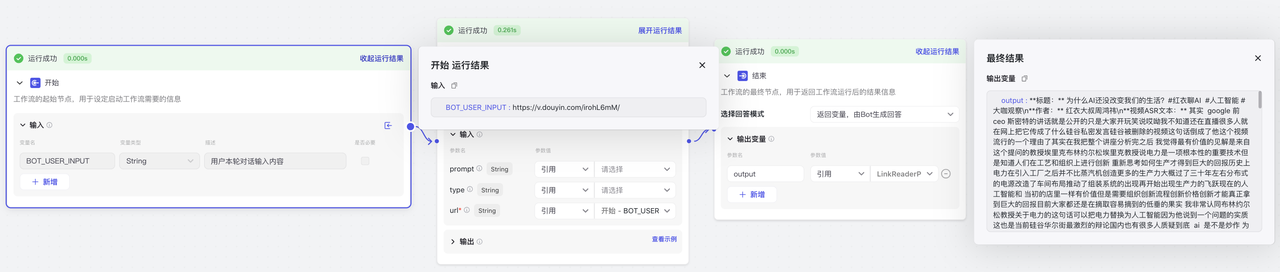 运行成功 0.000s 收起运行结果
开始
工作流的起始节点，用于设定启动工作流需要的信息
输入
变量名 变量类型 描述 是否必要
BOT_USER_INPUT String 用户本轮对话输入内容
+ 新增
运行成功 0.261s 展开运行结果
开始 运行结果
输入
BOT_USER_INPUT : https://v.douyin.com/irohL6mM/
输入
参数名 参数值
prompt String 引用 请选择
type String 引用 请选择
url* String 引用 开始 - BOT_USER
输出 查看示例
运行成功 0.000s 收起运行结果
结束
工作流的最终节点，用于返回工作流运行后的结果信息
选择回答模式 返回变量，由Bot生成回答
输出变量
参数名 参数值
output 引用 LinkReaderP
+ 新增
最终结果
输出变量
output : **标题：** 为什么AI还没改变我们的生活？#红衣聊AI #人工智能 #
大咖观察\n**作者：** 红衣大叔周鸿祎\n**视频ASR文本：** 其实 google 前
ceo 斯密特的讲话就是公开的只是大家开玩笑说哎呦我不知道还在直播很多人就
在网上把它传成了什么硅谷私密发言硅谷被删除的视频这句话倒成了他这个视频
流行的一个理由了其实在我把整个讲座分析完之后 我觉得最有价值的见解是来自
这个提问的教授埃里克布林约尔松埃里克教授说电力是一项根本性的重要技术但
是知道人们在工艺和组织上进行创新 重新思考如何生产才得到巨大的回报历史上
电力在引入工厂之后并不比蒸汽机创造更多的生产力大概过了三十年左右分布式
的电源改造了车间布局推动了组装系统的出现再开始出现生产力的飞跃现在的人
工智能和 当初的店里一样有价值但是需要组织创新流程创新价格创新才能真正拿
到巨大的回报目前大家都还是在摘取容易摘到的低垂的果实 我非常认同布林约尔
松教授关于电力的这句话可以把电力替换为人工智能因为他说到一个问题的实质
这也是当前硅谷华尔街最激烈的辩论国内也有很多人质疑到底 ai 是不是炒作 为